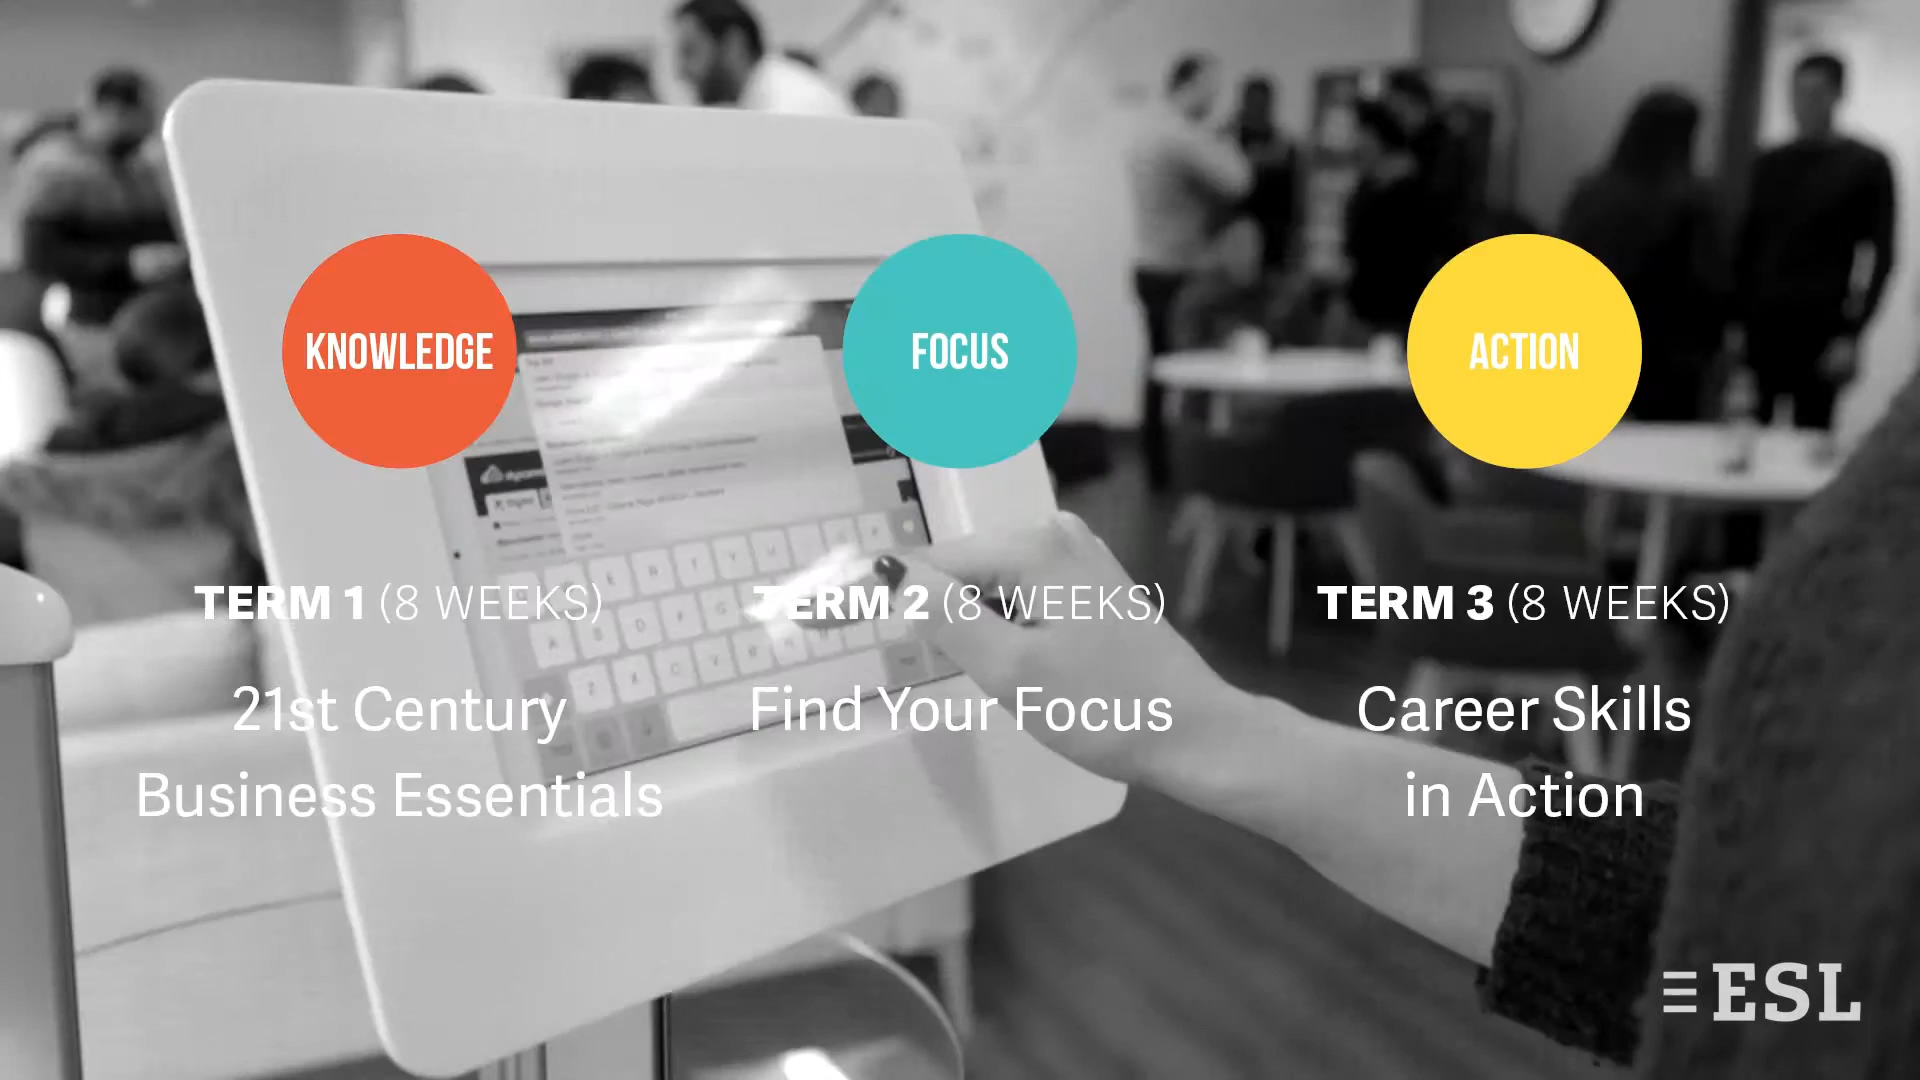 KNOWLEDGE
FOCUS
ACTION
TERM 1 (8 WEEKS)
21st Century
Business Essentials
TERM 2 (8 WEEKS)
Find Your Focus
TERM 3 (8 WEEKS)
Career Skills
in Action
ESL